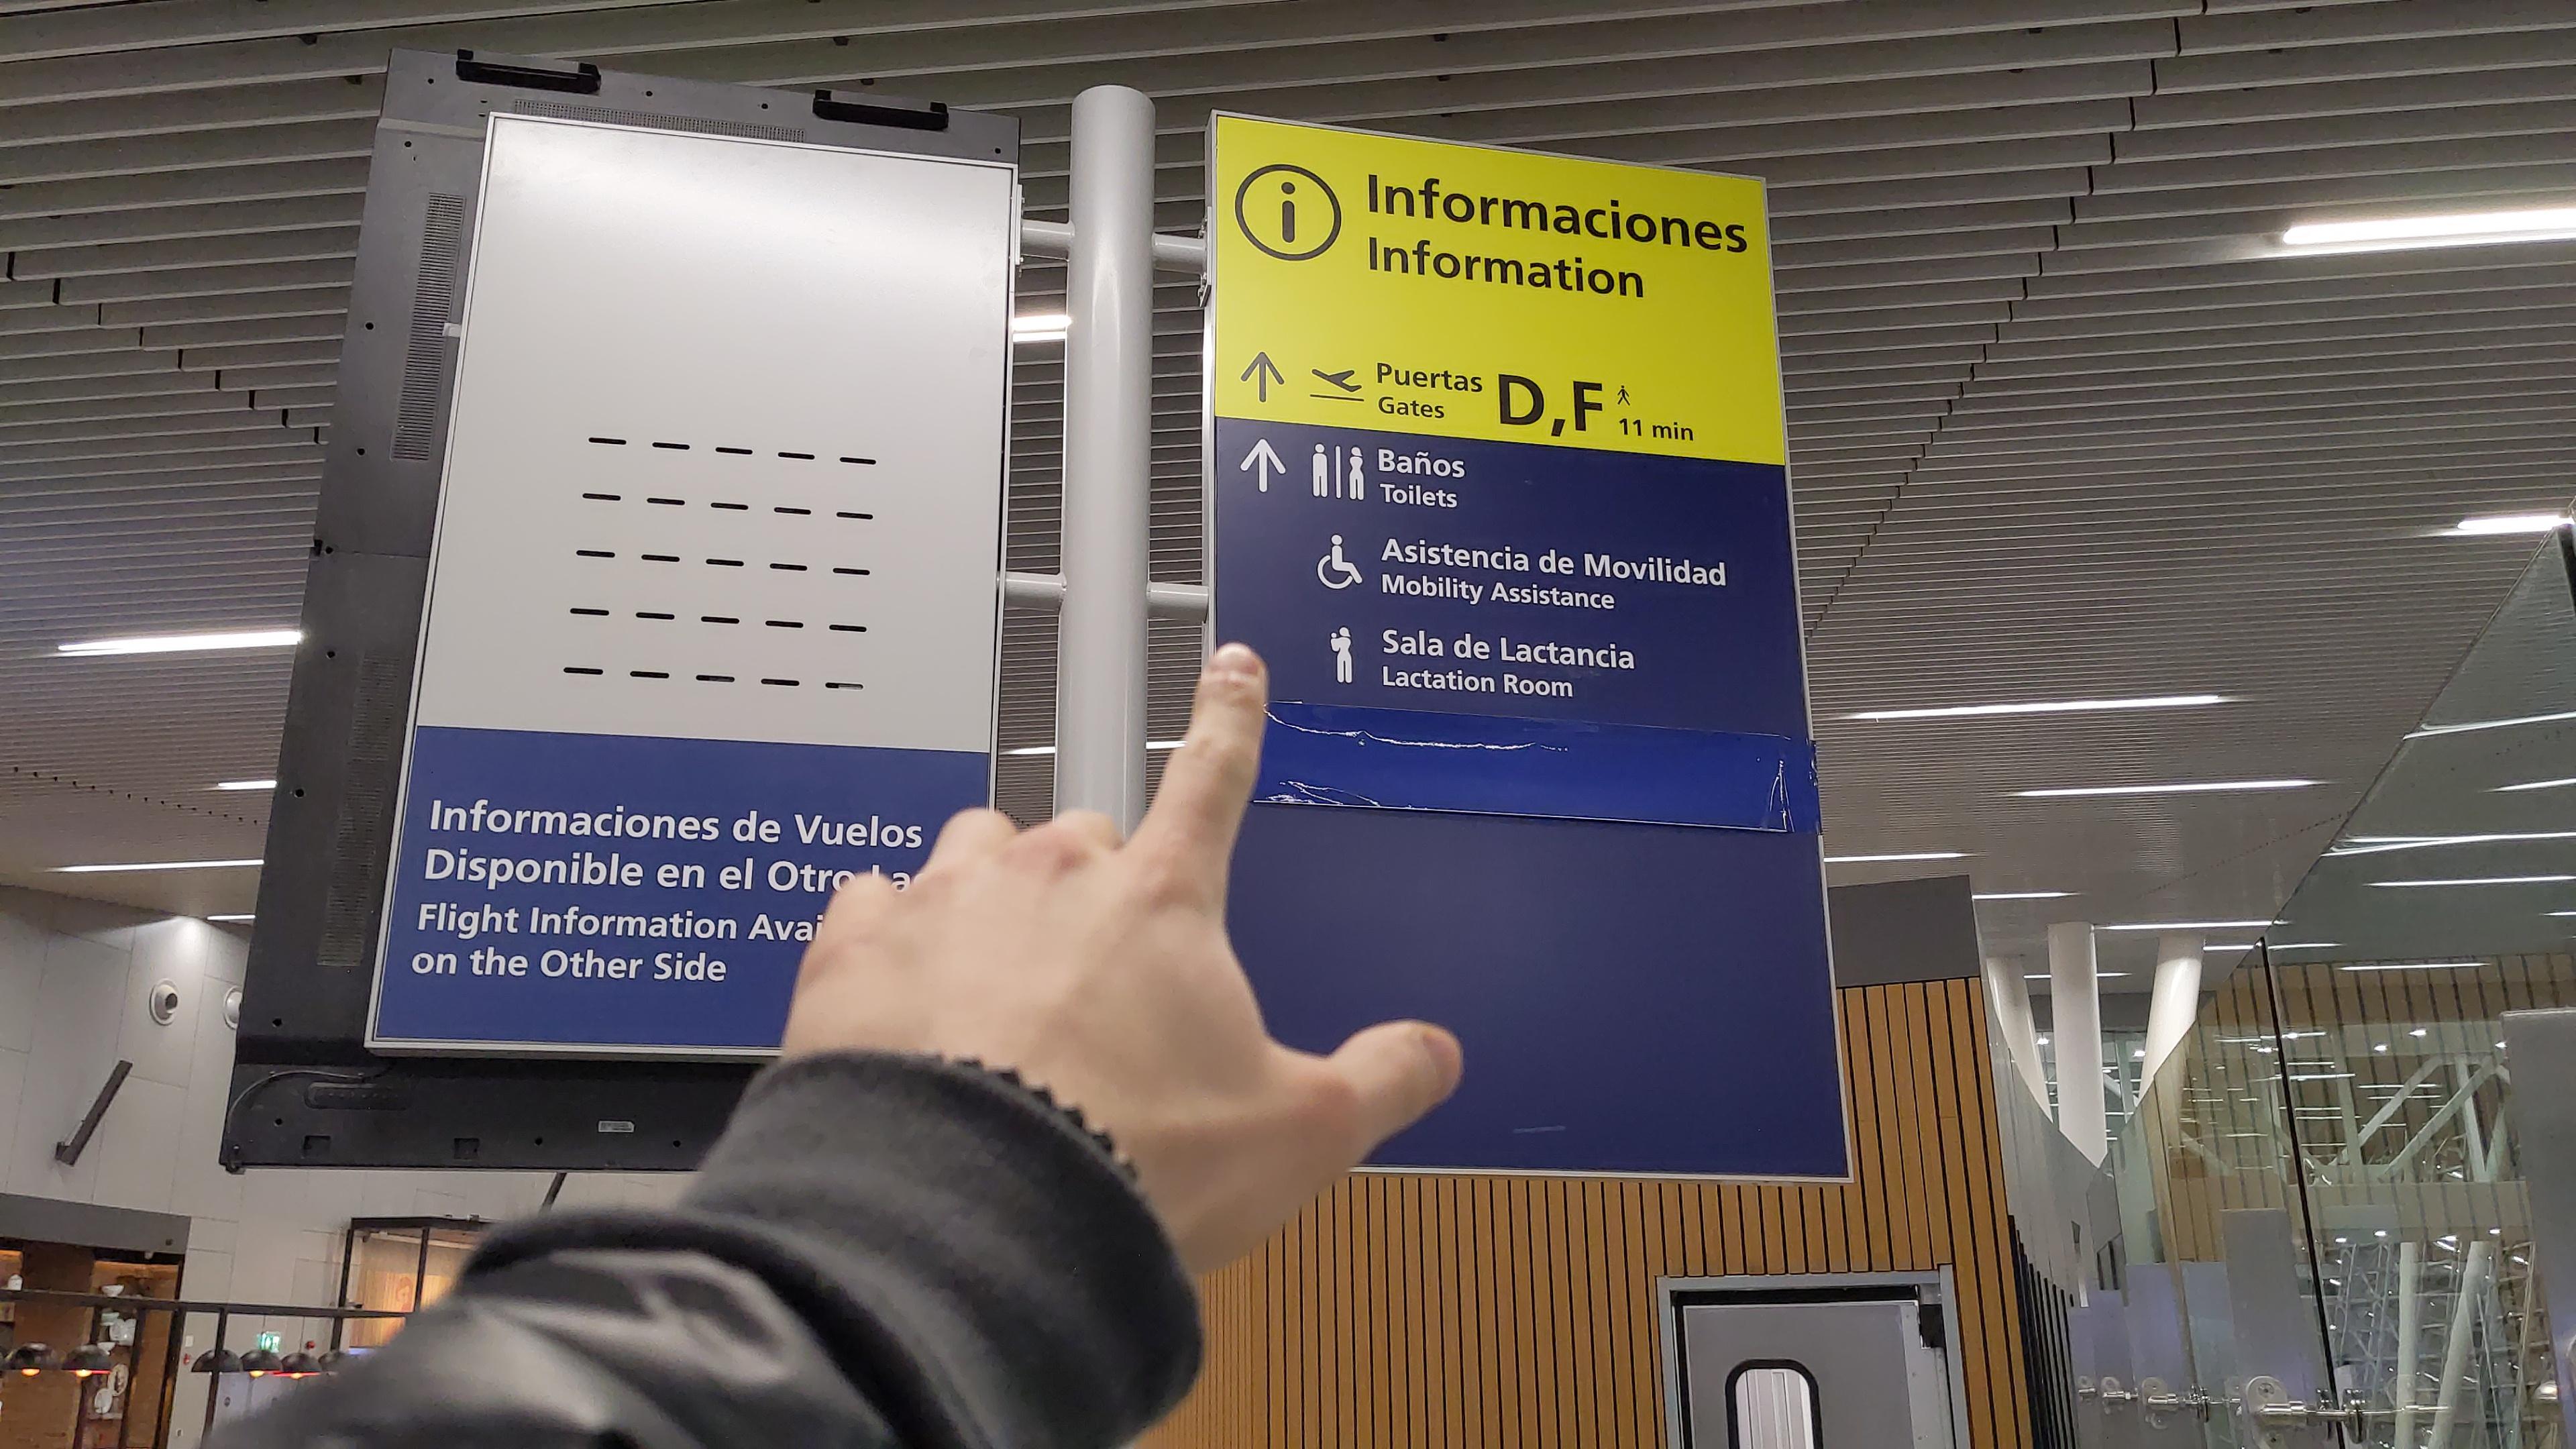 Informaciones de Vuelos
Disponible en el Otro
Flight Information
on the Other Side
Informaciones
Information
Puertas
Gates
D,F
11 min
Baños
Toilets
Asistencia de Movilidad
Mobility Assistance
Sala de Lactancia
Lactation Room